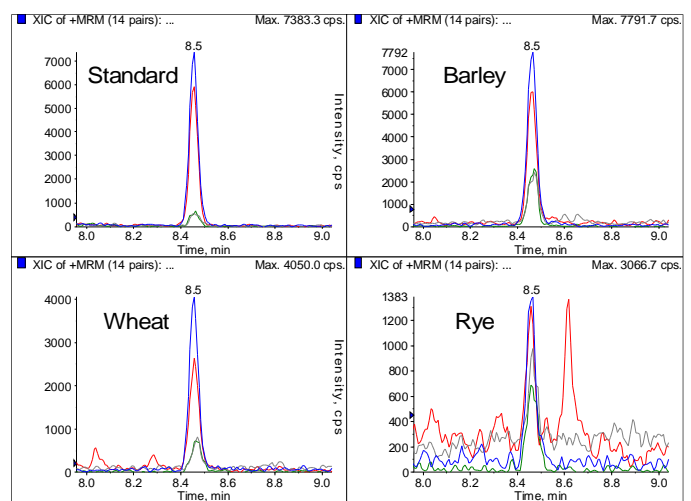 XIC of +MRM (14 pairs): ... Max. 7383.3 cps.
8.5
Standard
7000
6000
5000
4000
3000
2000
1000
0
8.0 8.2 8.4 8.6 8.8 9.0
Time, min
Intensity, cps
XIC of +MRM (14 pairs): ... Max. 7791.7 cps.
8.5
7792
Barley
7000
6000
5000
4000
3000
2000
1000
0
8.0 8.2 8.4 8.6 8.8 9.0
Time, min
XIC of +MRM (14 pairs): ... Max. 4050.0 cps.
8.5
Wheat
4000
3000
2000
1000
0
8.0 8.2 8.4 8.6 8.8 9.0
Time, min
Intensity, cps
XIC of +MRM (14 pairs): ... Max. 3066.7 cps.
8.5
1383
Rye
1200
1000
800
600
400
200
0
8.0 8.2 8.4 8.6 8.8 9.0
Time, min